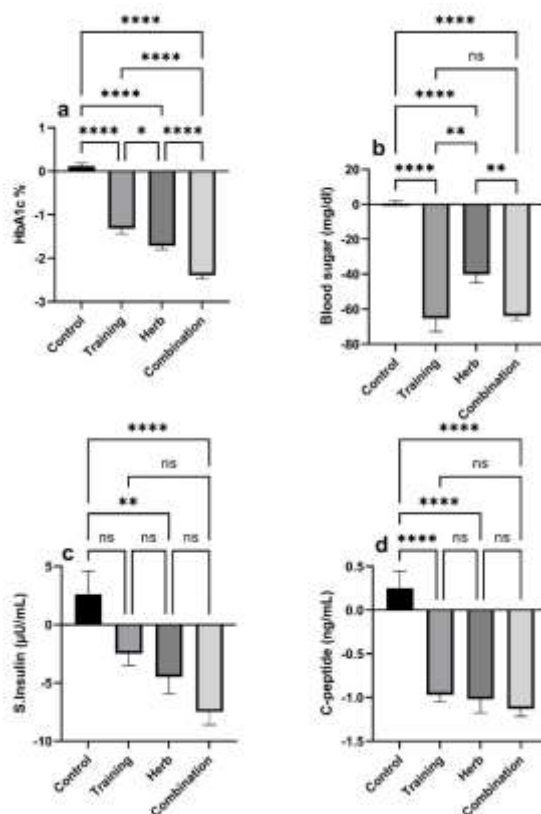 ****
****
****
**** * ****
a
1
0
-1
-2
-3
HbA1c %
Control
Training
Herb
Combination
****
ns
****
**
**** **
b
20
0
-20
-40
-60
-80
Blood sugar (mg/dl)
Control
Training
Herb
Combination
****
ns
**
ns ns ns
c
5
0
-5
-10
S.Insulin (µU/mL)
Control
Training
Herb
Combination
****
ns
****
**** ns ns
d
0.5
0.0
-0.5
-1.0
-1.5
C-peptide (ng/mL)
Control
Training
Herb
Combination